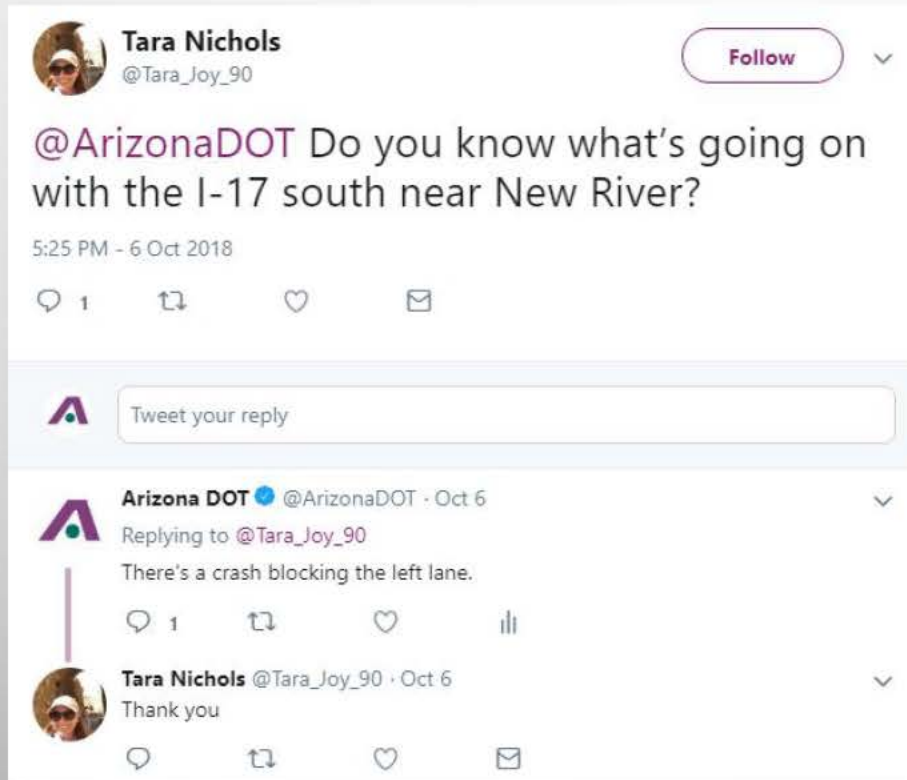 Tara Nichols
@Tara_Joy_90
Follow
@ArizonaDOT Do you know what's going on
with the I-17 south near New River?
5:25 PM - 6 Oct 2018
1
Tweet your reply
Arizona DOT @ArizonaDOT · Oct 6
Replying to @Tara_Joy_90
There's a crash blocking the left lane.
1
Tara Nichols @Tara_Joy_90 · Oct 6
Thank you